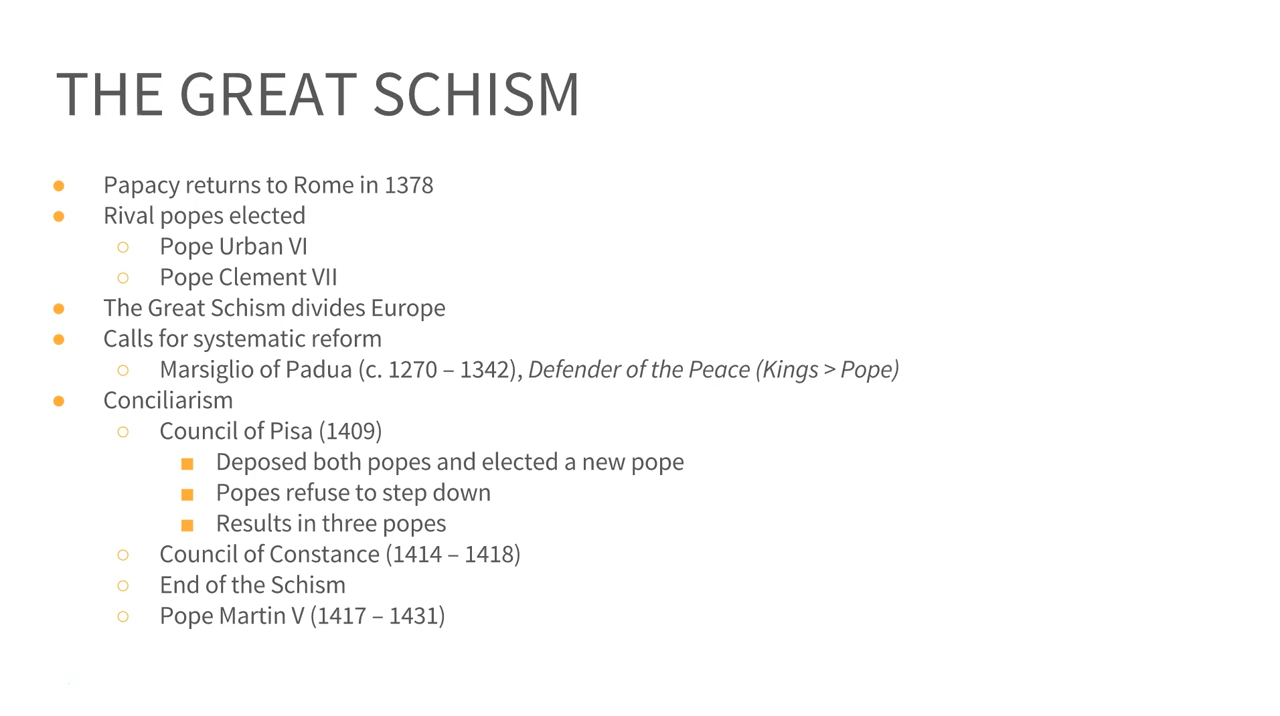 THE GREAT SCHISM
● Papacy returns to Rome in 1378
● Rival popes elected
○ Pope Urban VI
○ Pope Clement VII
● The Great Schism divides Europe
● Calls for systematic reform
○ Marsiglio of Padua (c. 1270 – 1342), Defender of the Peace (Kings > Pope)
● Conciliarism
○ Council of Pisa (1409)
■ Deposed both popes and elected a new pope
■ Popes refuse to step down
■ Results in three popes
○ Council of Constance (1414 – 1418)
○ End of the Schism
○ Pope Martin V (1417 – 1431)